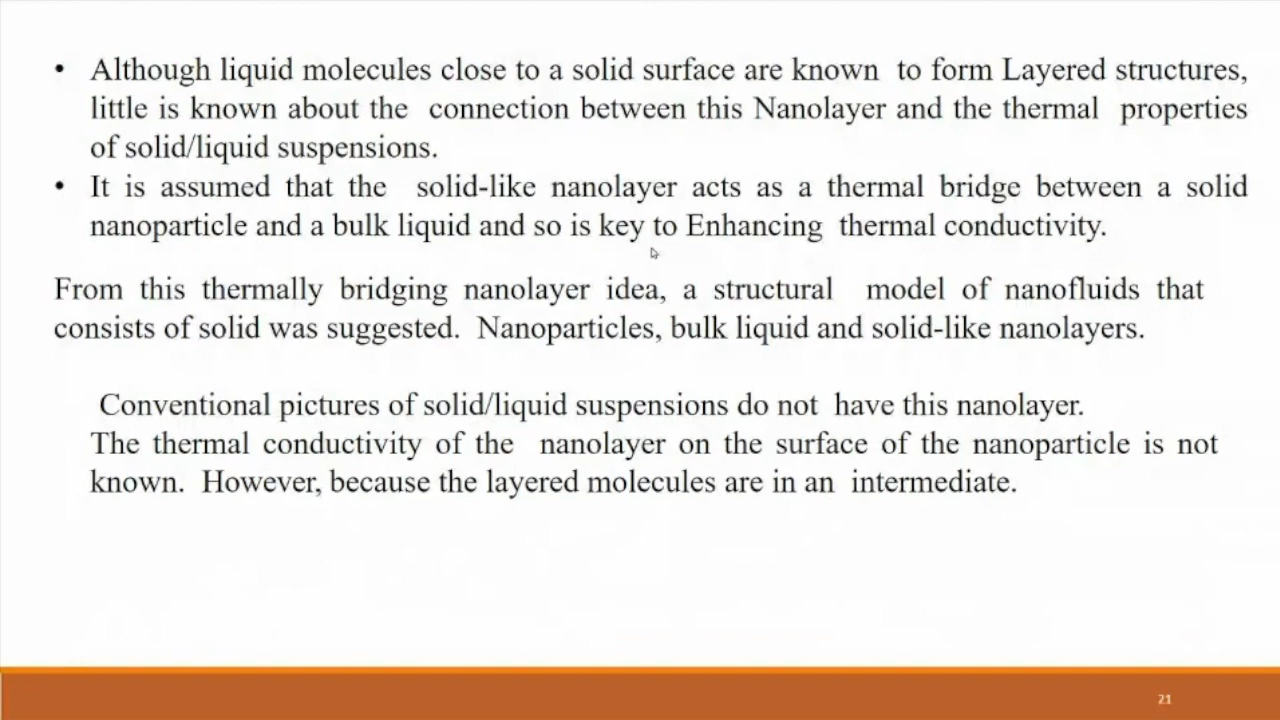 • Although liquid molecules close to a solid surface are known to form Layered structures,
little is known about the connection between this Nanolayer and the thermal properties
of solid/liquid suspensions.
• It is assumed that the solid-like nanolayer acts as a thermal bridge between a solid
nanoparticle and a bulk liquid and so is key to Enhancing thermal conductivity.
From this thermally bridging nanolayer idea, a structural model of nanofluids that
consists of solid was suggested. Nanoparticles, bulk liquid and solid-like nanolayers.
Conventional pictures of solid/liquid suspensions do not have this nanolayer.
The thermal conductivity of the nanolayer on the surface of the nanoparticle is not
known. However, because the layered molecules are in an intermediate.
21